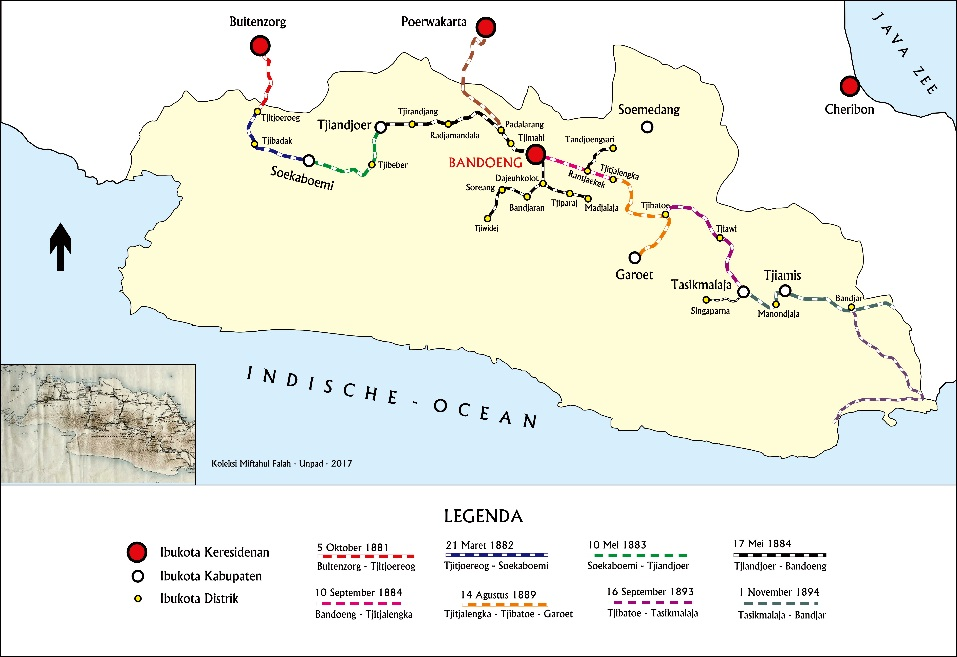 Buitenzorg
Poerwakarta
JAVA ZEE
Cheribon
Soemedang
Tjitjoeroeg
Tjibadak
Soekaboemi
Tjiandjoer
Tjibeber
Tjirandjang
Radjamandala
Padalarang
Tjimahi
BANDOENG
Tandjoengsari
Rantjaekek
Tjitjalengka
Dajeuhkolot
Soreang
Bandjaran
Tjiparaj
Madjalaja
Tjiwidej
Tjibatoe
Garoet
Tjiawi
Tasikmalaja
Tjiamis
Singaparna
Manondjaja
Bandjar
INDISCHE - OCEAN
Koleksi Miftahul Falah - Unpad - 2017
LEGENDA
Ibukota Keresidenan
Ibukota Kabupaten
Ibukota Distrik
5 Oktober 1881
Buitenzorg - Tjitjoereog
21 Maret 1882
Tjitjoereog - Soekaboemi
10 Mei 1883
Soekaboemi - Tjiandjoer
17 Mei 1884
Tjiandjoer - Bandoeng
10 September 1884
Bandoeng - Tjitjalengka
14 Agustus 1889
Tjitjalengka - Tjibatoe - Garoet
16 September 1893
Tjibatoe - Tasikmalaja
1 November 1894
Tasikmalaja - Bandjar